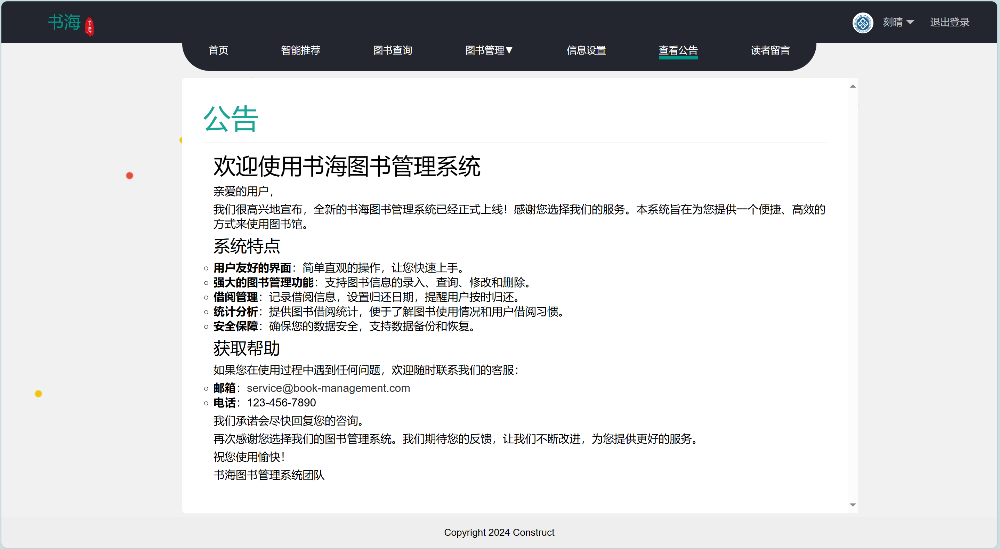 书海
书海
刻晴
退出登录
首页
智能推荐
图书查询
图书管理▼
信息设置
查看公告
读者留言
公告
欢迎使用书海图书管理系统
亲爱的用户，
我们很高兴地宣布，全新的书海图书管理系统已经正式上线！感谢您选择我们的服务。本系统旨在为您提供一个便捷、高效的
方式来使用图书馆。
系统特点
用户友好的界面：简单直观的操作，让您快速上手。
强大的图书管理功能：支持图书信息的录入、查询、修改和删除。
借阅管理：记录借阅信息，设置归还日期，提醒用户按时归还。
统计分析：提供图书借阅统计，便于了解图书使用情况和用户借阅习惯。
安全保障：确保您的数据安全，支持数据备份和恢复。
获取帮助
如果您在使用过程中遇到任何问题，欢迎随时联系我们的客服：
邮箱：service@book-management.com
电话：123-456-7890
我们承诺会尽快回复您的咨询。
再次感谢您选择我们的图书管理系统。我们期待您的反馈，让我们不断改进，为您提供更好的服务。
祝您使用愉快！
书海图书管理系统团队
Copyright 2024 Construct